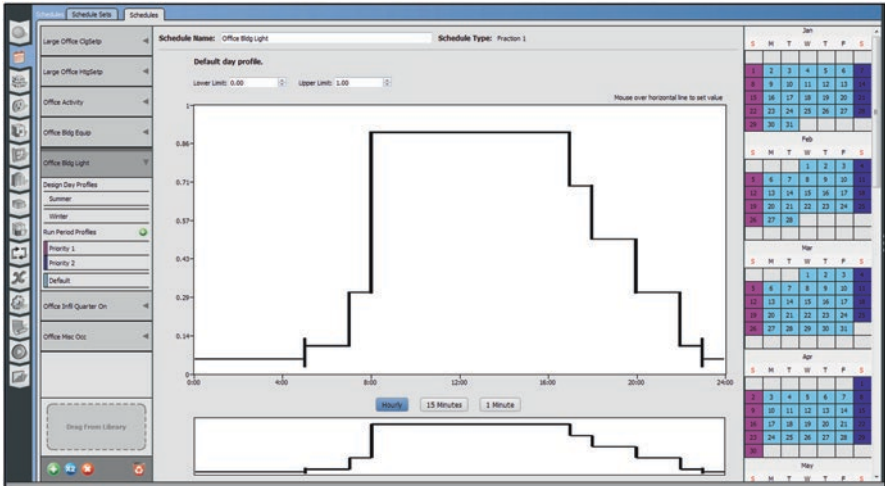 Schedules Schedule Sets Schedules
Large Office ClgSetp
Large Office HtgSetp
Office Activity
Office Bldg Equip
Office Bldg Light
Design Day Profiles
Summer
Winter
Run Period Profiles
Priority 1
Priority 2
Default
Office Infil Quarter On
Office Misc Occ
Drag From Library
x2
Schedule Name: Office Bldg Light Schedule Type: Fraction 1
Default day profile.
Lower Limit: 0.00 Upper Limit: 1.00
Mouse over horizontal line to set value
1
0.86
0.71
0.57
0.43
0.29
0.14
0
0:00 4:00 8:00 12:00 16:00 20:00 24:00
Hourly 15 Minutes 1 Minute
Jan
S M T W T F S
1 2 3 4 5 6 7
8 9 10 11 12 13 14
15 16 17 18 19 20 21
22 23 24 25 26 27 28
29 30 31
Feb
S M T W T F S
1 2 3 4
5 6 7 8 9 10 11
12 13 14 15 16 17 18
19 20 21 22 23 24 25
26 27 28
Mar
S M T W T F S
1 2 3 4
5 6 7 8 9 10 11
12 13 14 15 16 17 18
19 20 21 22 23 24 25
26 27 28 29 30 31
Apr
S M T W T F S
1
2 3 4 5 6 7 8
9 10 11 12 13 14 15
16 17 18 19 20 21 22
23 24 25 26 27 28 29
30
May
S M T W T F S